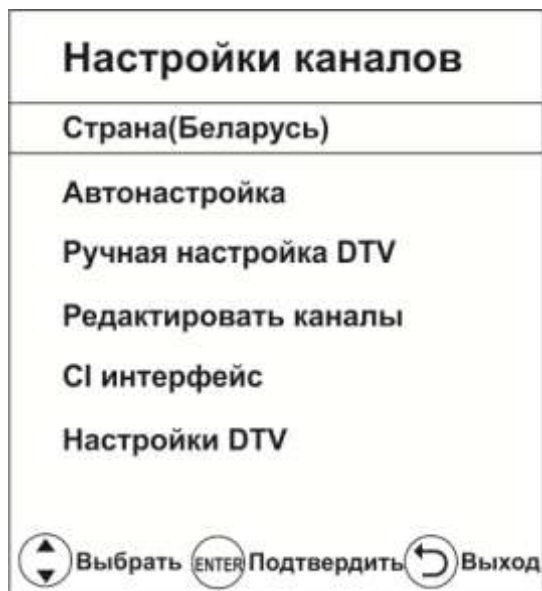 Настройки каналов
Страна(Беларусь)
Автонастройка
Ручная настройка DTV
Редактировать каналы
CI интерфейс
Настройки DTV
Выбрать ENTER Подтвердить Выход